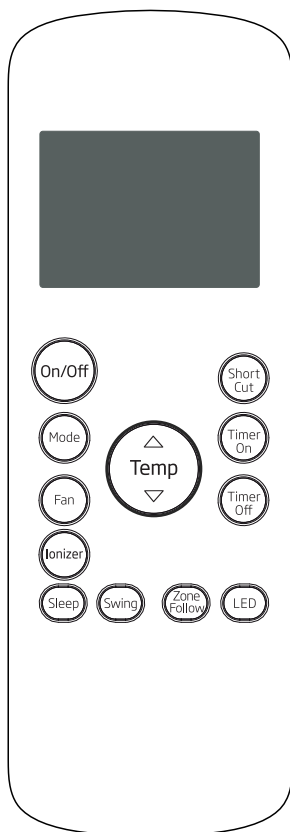 On/Off
Short
Cut
Mode
Temp
Timer
On
Fan
Timer
Off
Ionizer
Sleep
Swing
Zone
Follow
LED